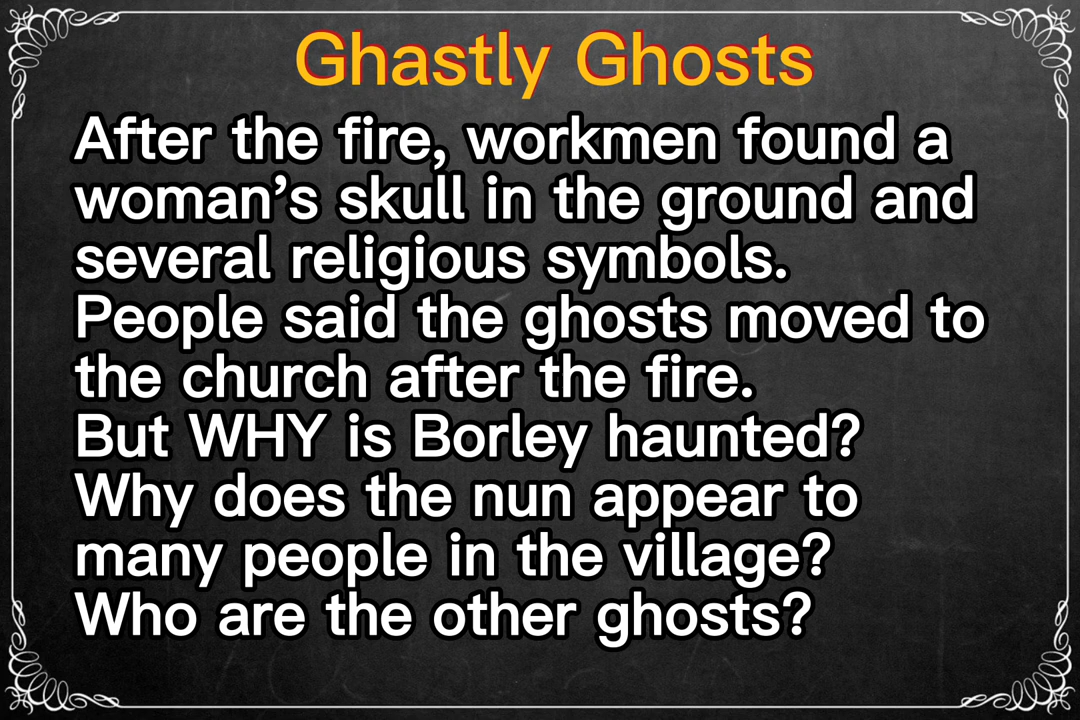 Ghastly Ghosts
After the fire, workmen found a
woman’s skull in the ground and
several religious symbols.
People said the ghosts moved to
the church after the fire.
But WHY is Borley haunted?
Why does the nun appear to
many people in the village?
Who are the other ghosts?